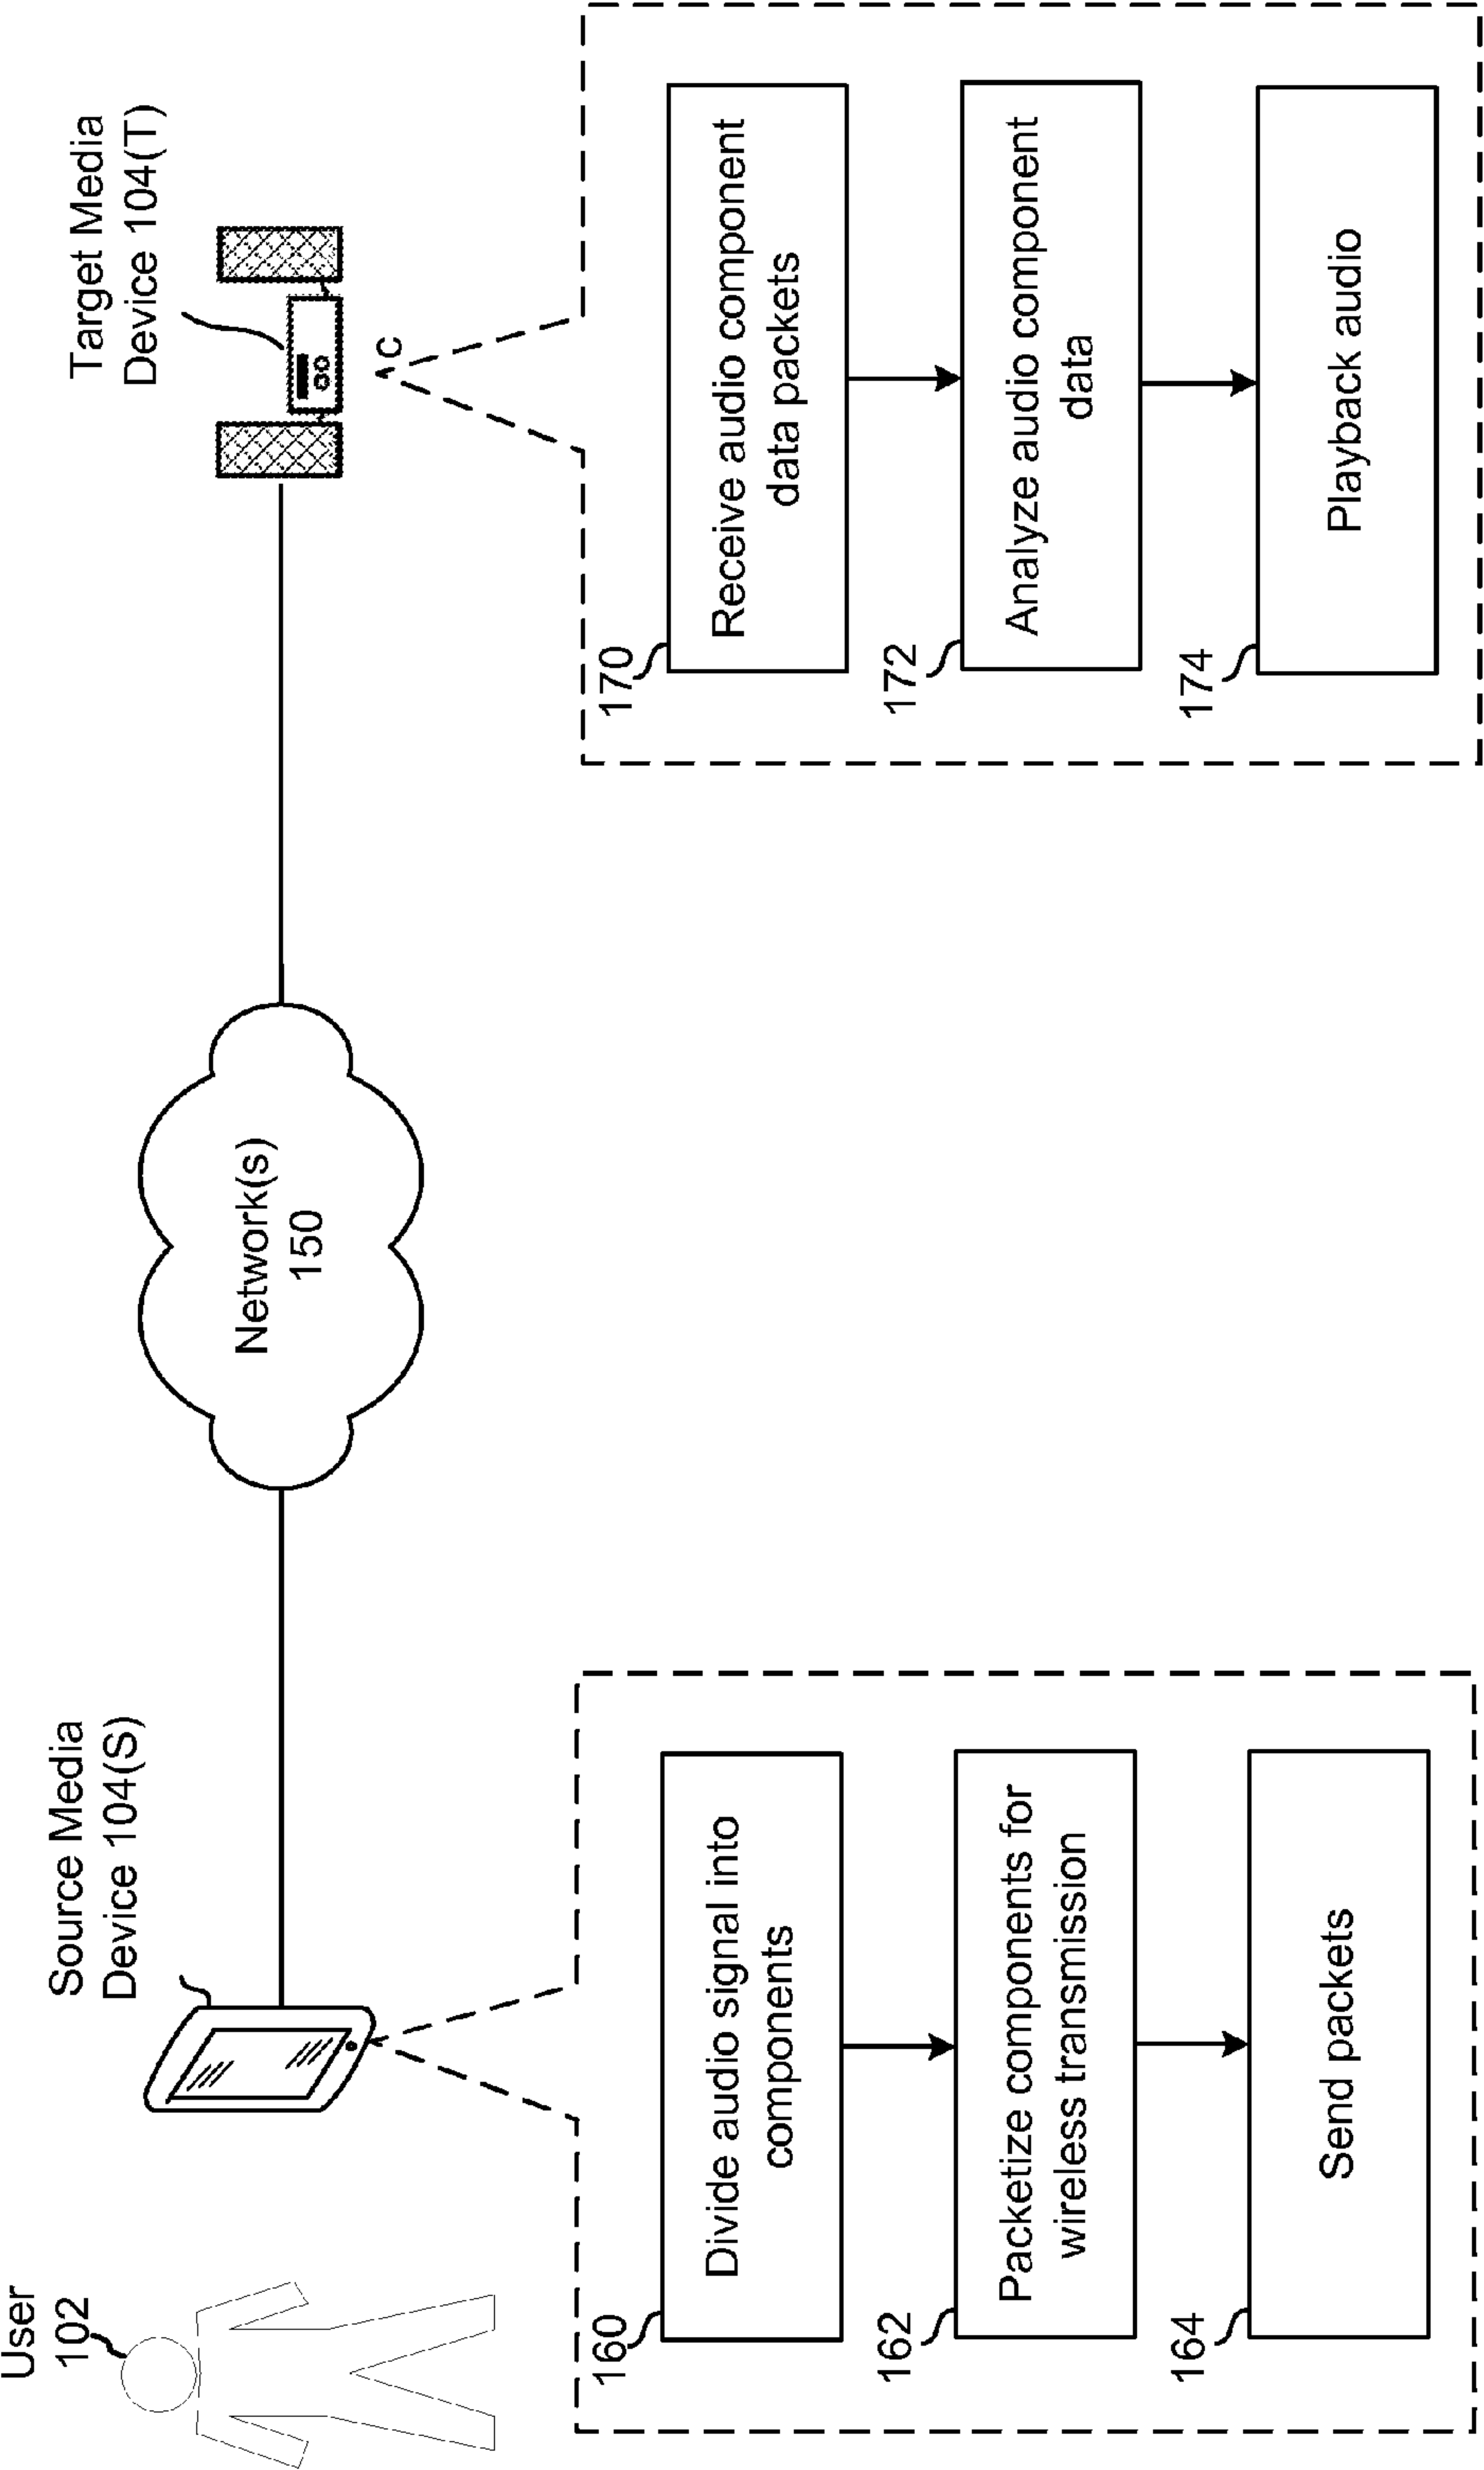 User
102
Source Media
Device 104(S)
Network(s)
150
Target Media
Device 104(T)
C
160
Divide audio signal into
components
162
Packetize components for
wireless transmission
164
Send packets
170
Receive audio component
data packets
172
Analyze audio component
data
174
Playback audio